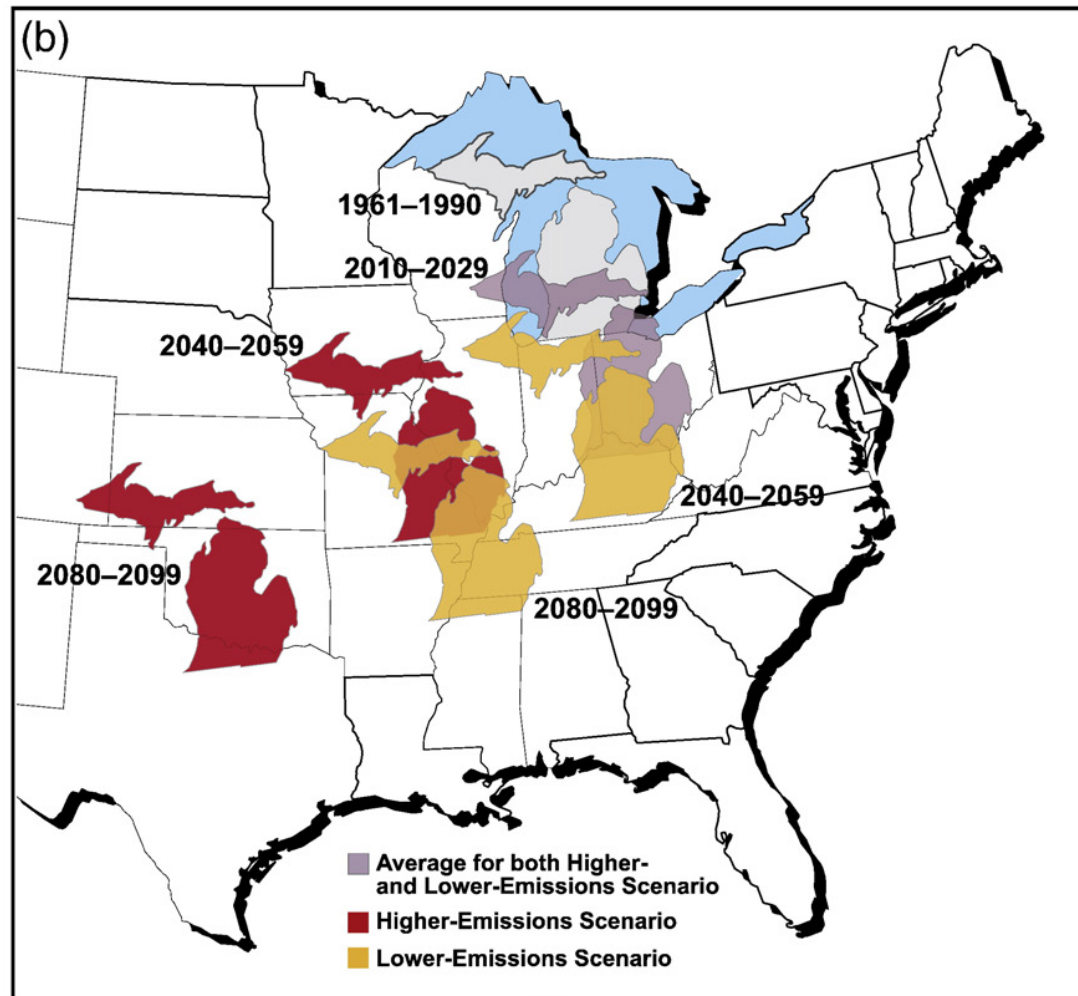 (b)
1961–1990
2010–2029
2040–2059
2080–2099
2040–2059
2080–2099
Average for both Higher-
and Lower-Emissions Scenario
Higher-Emissions Scenario
Lower-Emissions Scenario